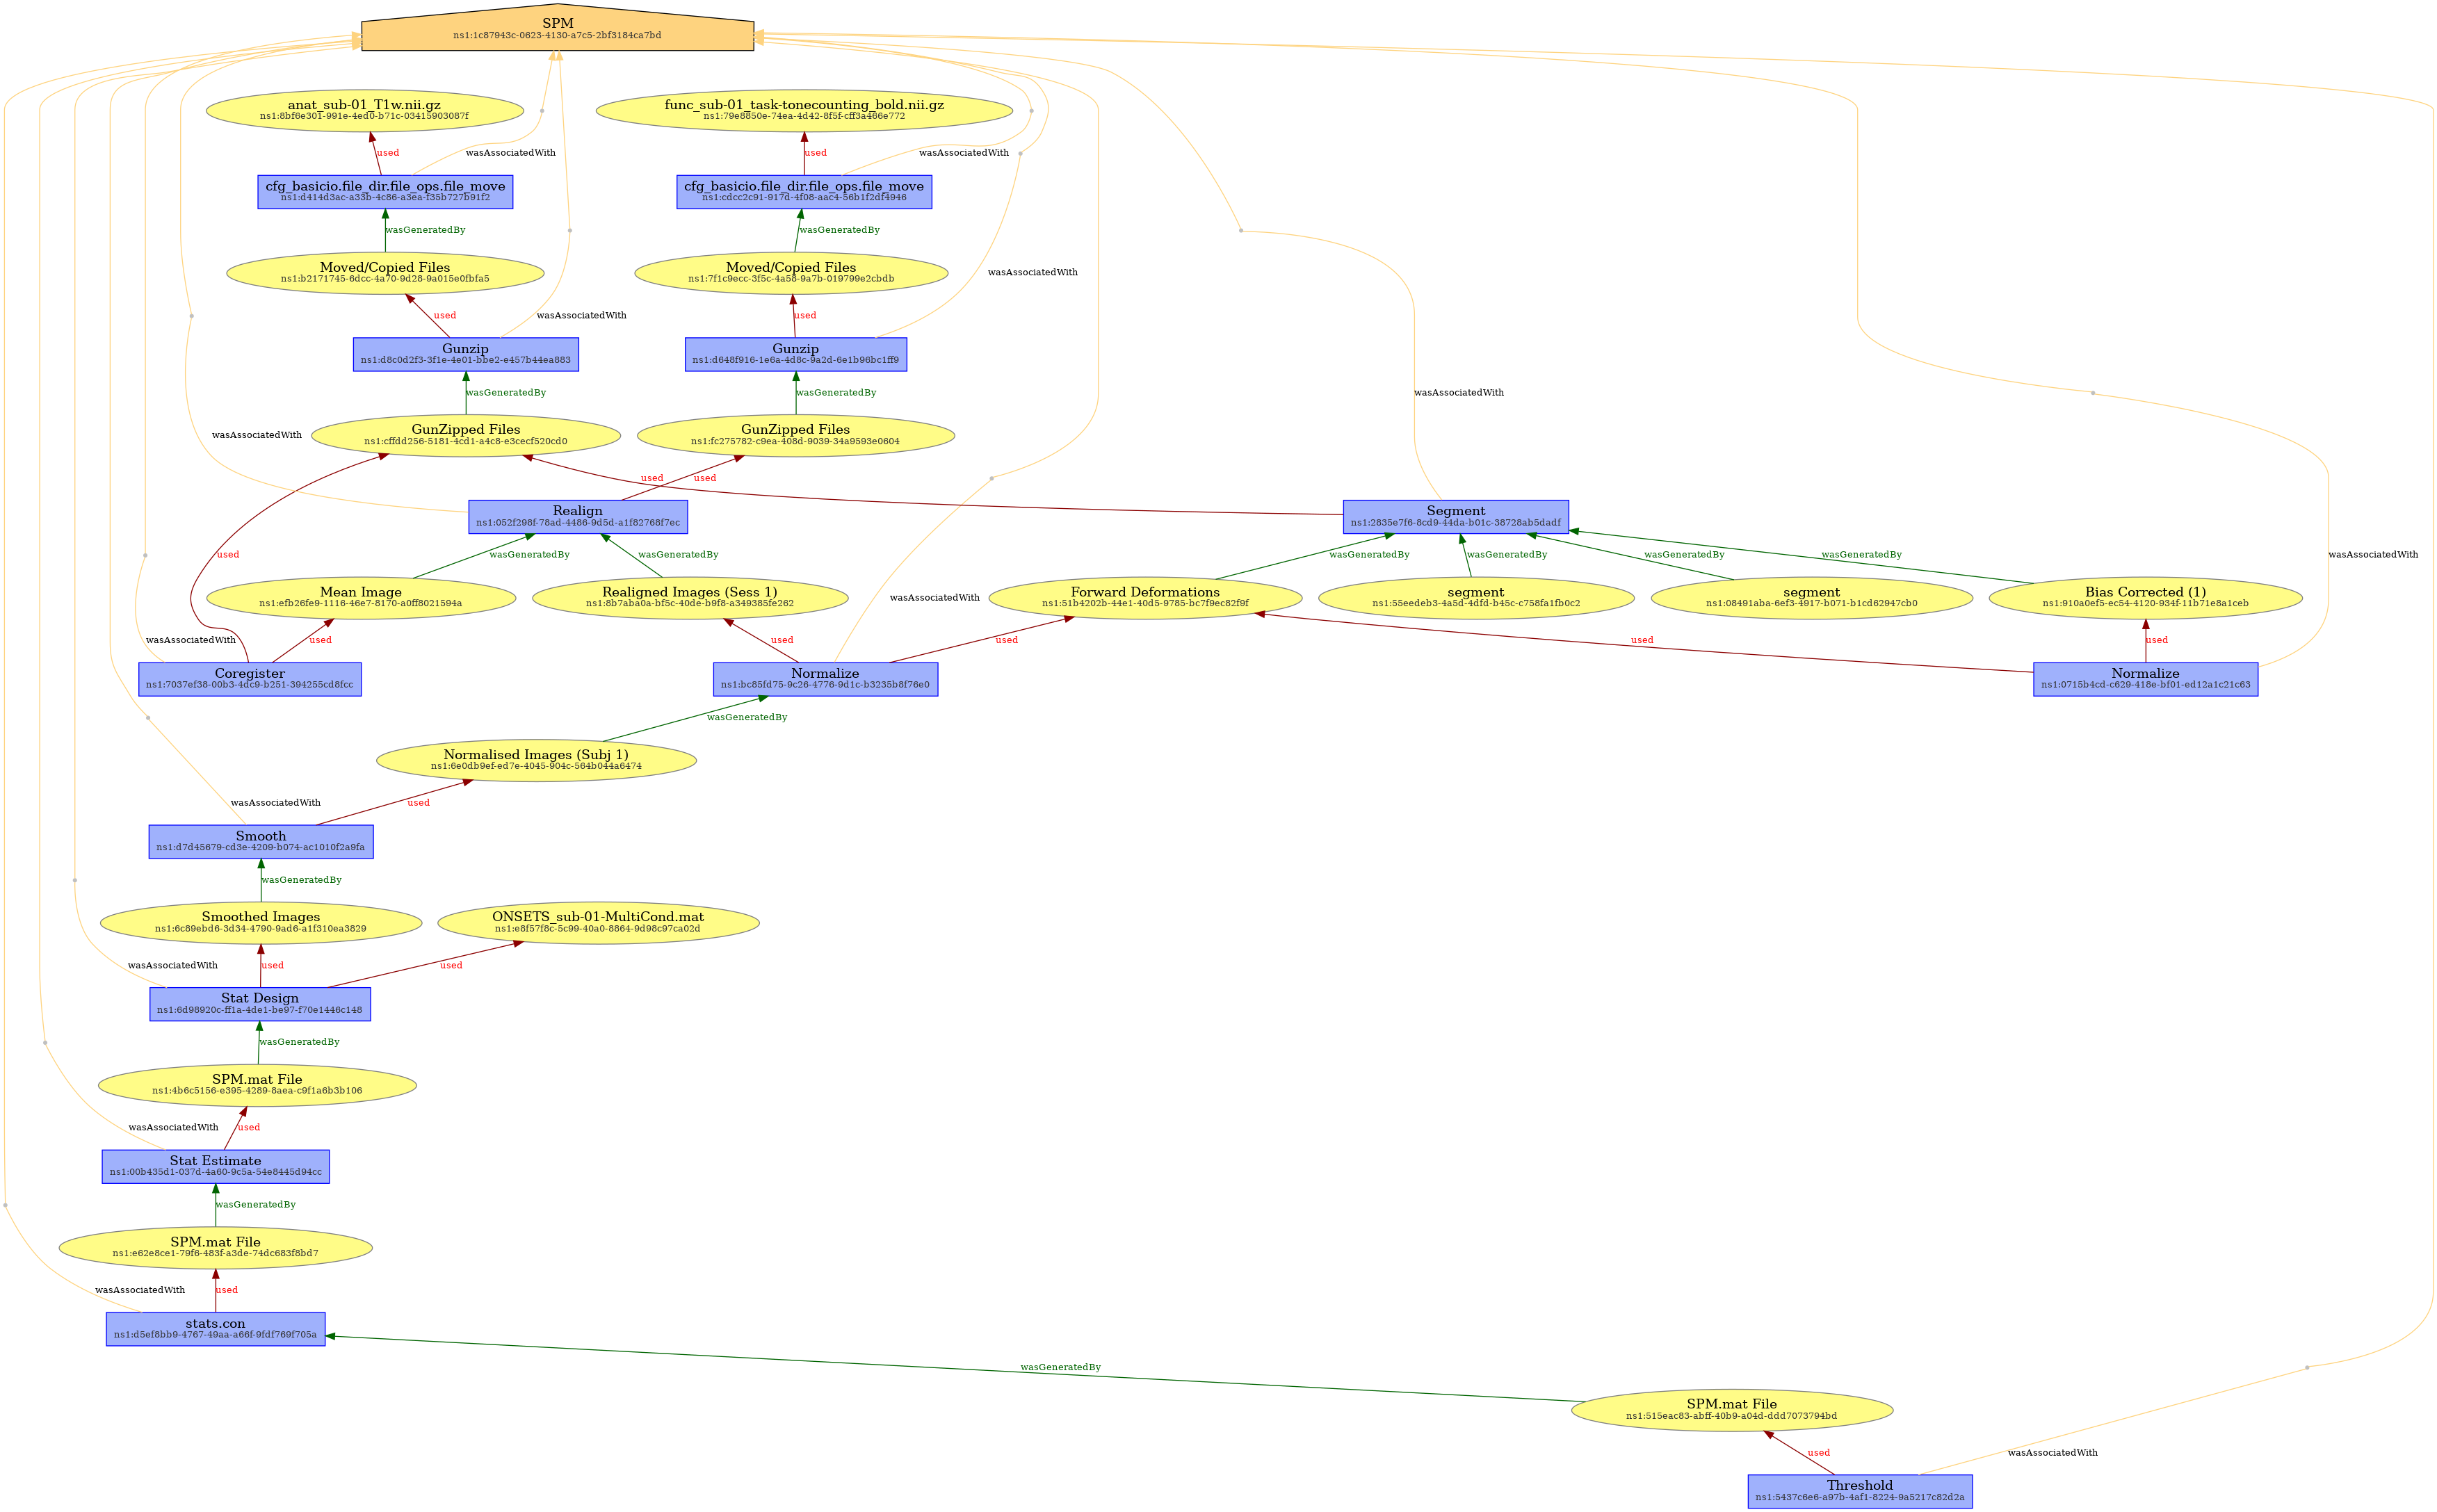 SPM
ns1:1c87943c-0623-4130-a7c5-2bf3184ca7bd
anat_sub-01_T1w.nii.gz
ns1:8bf6e301-991e-4ed0-b71c-03415903087f
func_sub-01_task-tonecounting_bold.nii.gz
ns1:79e8850e-74ea-4d42-8f5f-cff3a466e772
used
wasAssociatedWith
used
wasAssociatedWith
cfg_basicio.file_dir.file_ops.file_move
ns1:d414d3ac-a33b-4c86-a3ea-f35b727b91f2
cfg_basicio.file_dir.file_ops.file_move
ns1:cdcc2c91-917d-4f08-aac4-56b1f2df4946
wasGeneratedBy
wasGeneratedBy
Moved/Copied Files
ns1:b2171745-6dcc-4a70-9d28-9a015e0fbfa5
Moved/Copied Files
ns1:7f1c9ecc-3f5c-4a58-9a7b-019799e2cbdb
wasAssociatedWith
used
wasAssociatedWith
used
Gunzip
ns1:d8c0d2f3-3f1e-4e01-bbe2-e457b44ea883
Gunzip
ns1:d648f916-1e6a-4d8c-9a2d-6e1b96bc1ff9
wasGeneratedBy
wasGeneratedBy
wasAssociatedWith
GunZipped Files
ns1:cffdd256-5181-4cd1-a4c8-e3cecf520cd0
GunZipped Files
ns1:fc275782-c9ea-408d-9039-34a9593e0604
wasAssociatedWith
used
used
Realign
ns1:052f298f-78ad-4486-9d5d-a1f82768f7ec
Segment
ns1:2835e7f6-8cd9-44da-b01c-38728ab5dadf
used
wasGeneratedBy
wasGeneratedBy
wasGeneratedBy
wasGeneratedBy
wasGeneratedBy
wasGeneratedBy
wasAssociatedWith
Mean Image
ns1:efb26fe9-1116-46e7-8170-a0ff8021594a
Realigned Images (Sess 1)
ns1:8b7aba0a-bf5c-40de-b9f8-a349385fe262
wasAssociatedWith
Forward Deformations
ns1:51b4202b-44e1-40d5-9785-bc7f9ec82f9f
segment
ns1:55eedeb3-4a5d-4dfd-b45c-c758fa1fb0c2
segment
ns1:08491aba-6ef3-4917-b071-b1cd62947cb0
Bias Corrected (1)
ns1:910a0ef5-ec54-4120-934f-11b71e8a1ceb
wasAssociatedWith
used
used
used
used
used
Coregister
ns1:7037ef38-00b3-4dc9-b251-394255cd8fcc
Normalize
ns1:bc85fd75-9c26-4776-9d1c-b3235b8f76e0
Normalize
ns1:0715b4cd-c629-418e-bf01-ed12a1c21c63
wasGeneratedBy
Normalised Images (Subj 1)
ns1:6e0db9ef-ed7e-4045-904c-564b044a6474
wasAssociatedWith
used
Smooth
ns1:d7d45679-cd3e-4209-b074-ac1010f2a9fa
wasGeneratedBy
Smoothed Images
ns1:6c89ebd6-3d34-4790-9ad6-a1f310ea3829
ONSETS_sub-01-MultiCond.mat
ns1:e8f57f8c-5c99-40a0-8864-9d98c97ca02d
wasAssociatedWith
used
used
Stat Design
ns1:6d98920c-ff1a-4de1-be97-f70e1446c148
wasGeneratedBy
SPM.mat File
ns1:4b6c5156-e395-4289-8aea-c9f1a6b3b106
wasAssociatedWith
used
Stat Estimate
ns1:00b435d1-037d-4a60-9c5a-54e8445d94cc
wasGeneratedBy
SPM.mat File
ns1:e62e8ce1-79f6-483f-a3de-74dc683f8bd7
wasAssociatedWith
used
stats.con
ns1:d5ef8bb9-4767-49aa-a66f-9fdf769f705a
wasGeneratedBy
SPM.mat File
ns1:515eac83-abff-40b9-a04d-ddd7073794bd
used
wasAssociatedWith
Threshold
ns1:5437c6e6-a97b-4af1-8224-9a5217c82d2a